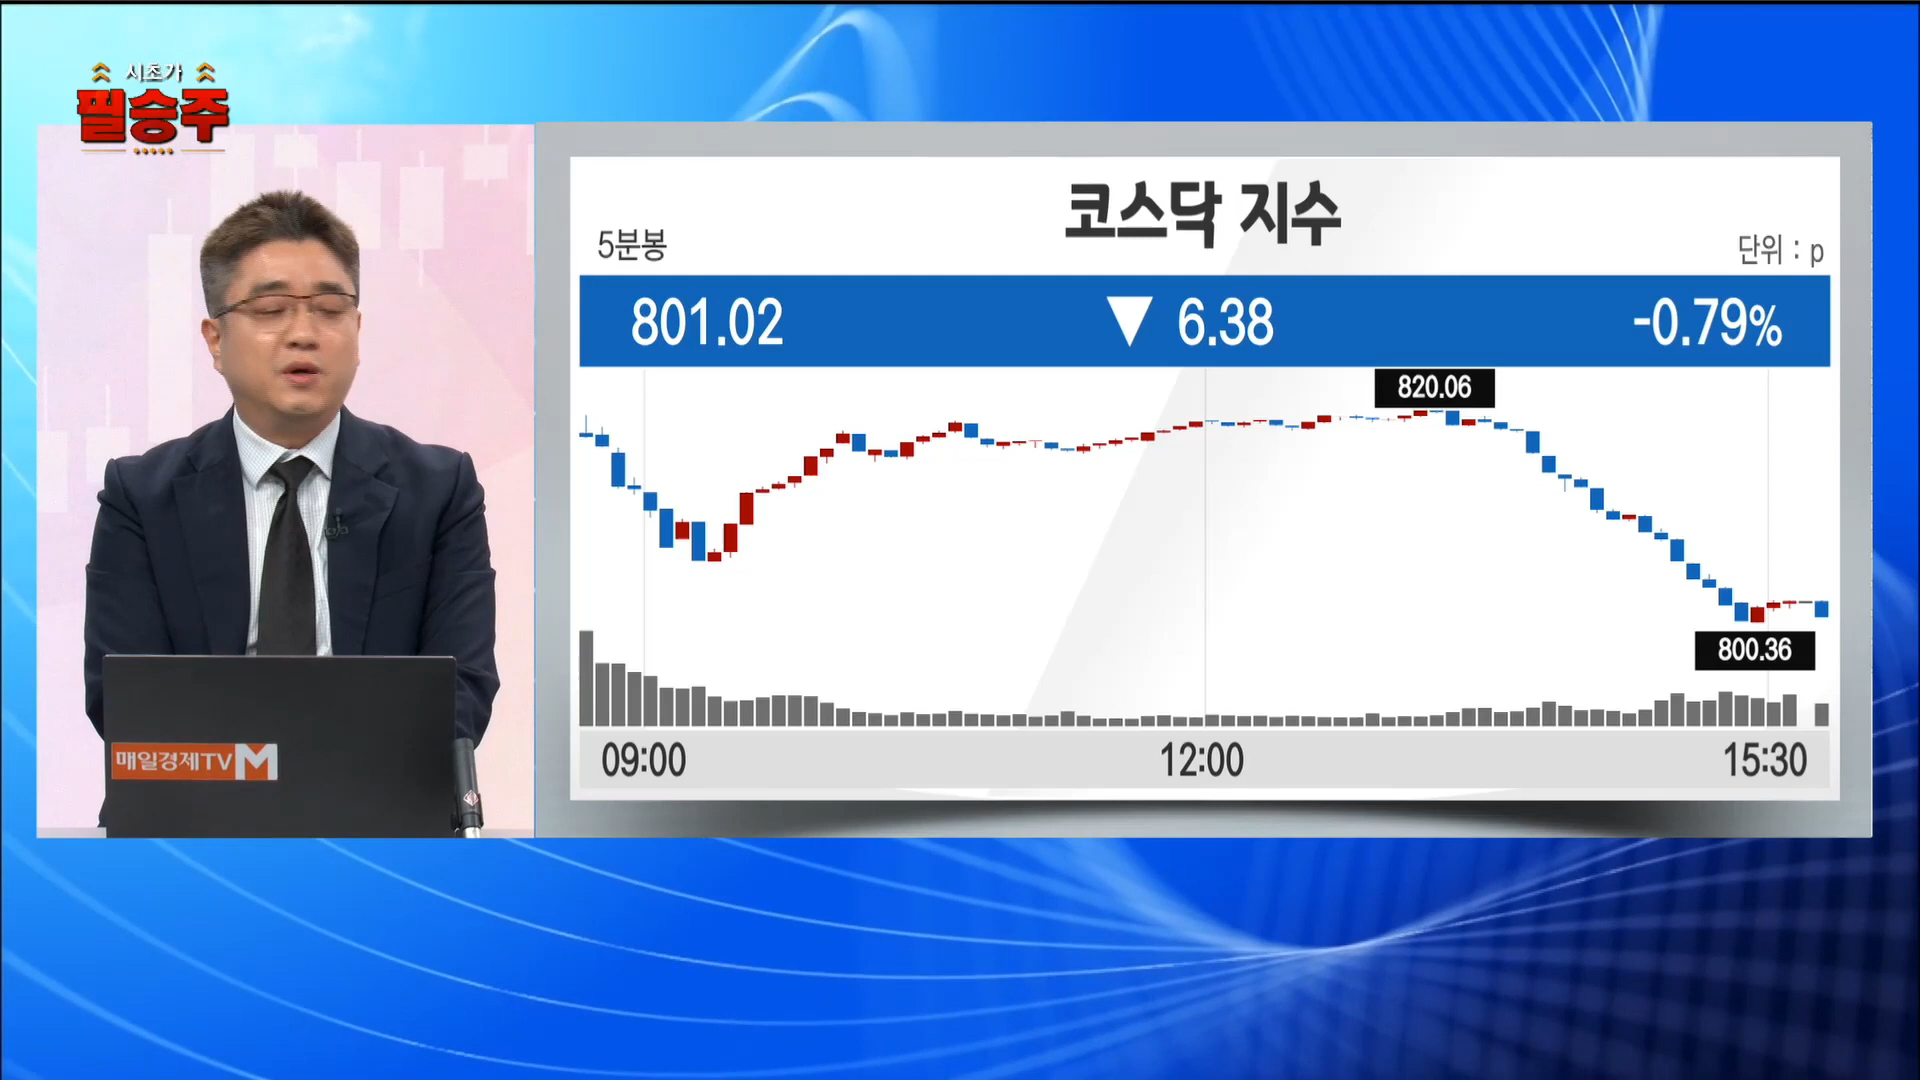 시초가
필승주
코스닥 지수
5분봉
단위 : p
801.02 ▼ 6.38 -0.79%
820.06
800.36
09:00 12:00 15:30
매일경제TV M